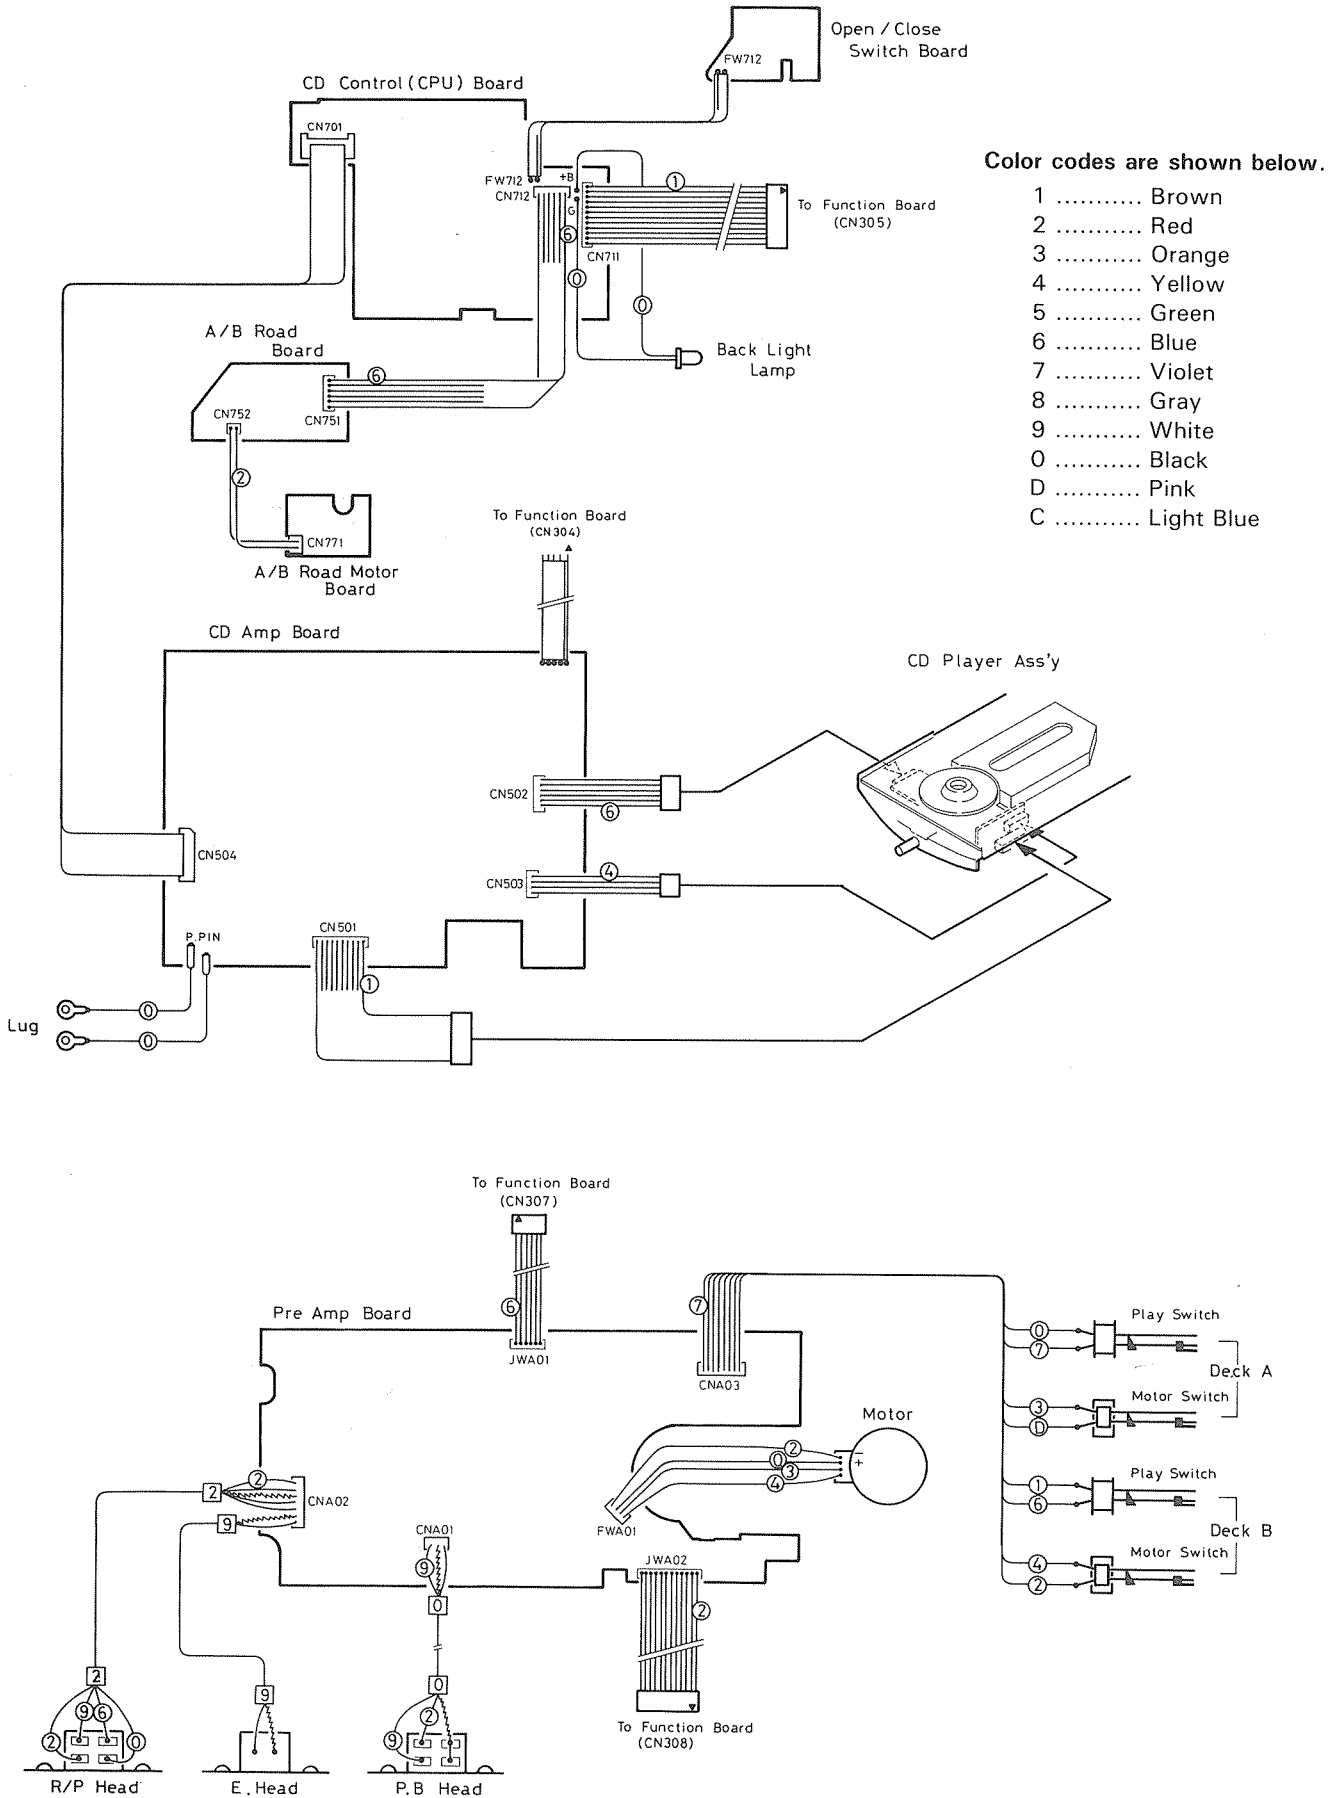 Open / Close
Switch Board
FW712
CD Control (CPU) Board
CN701
Color codes are shown below.
1 ........... Brown
2 ........... Red
3 ........... Orange
4 ........... Yellow
5 ........... Green
6 ........... Blue
7 ........... Violet
8 ........... Gray
9 ........... White
0 ........... Black
D ........... Pink
C ........... Light Blue
FW712
CN712
+B
G
1
6
0
0
CN711
To Function Board
(CN305)
Back Light
Lamp
A/B Road
Board
6
CN752
CN751
2
CN771
A/B Road Motor
Board
To Function Board
(CN304)
CD Amp Board
CD Player Ass'y
CN502
6
CN504
CN503
4
P.PIN
CN501
1
Lug
0
0
To Function Board
(CN307)
6
JWA01
Pre Amp Board
7
CNA03
Play Switch
0
7
Deck A
Motor Switch
3
D
Play Switch
1
6
Deck B
Motor Switch
4
2
Motor
2
0
3
4
−
+
FWA01
2
2
CNA02
9
CNA01
9
0
JWA02
2
To Function Board
(CN308)
2
2
9
6
0
R/P Head
9
E. Head
0
9
2
P.B Head